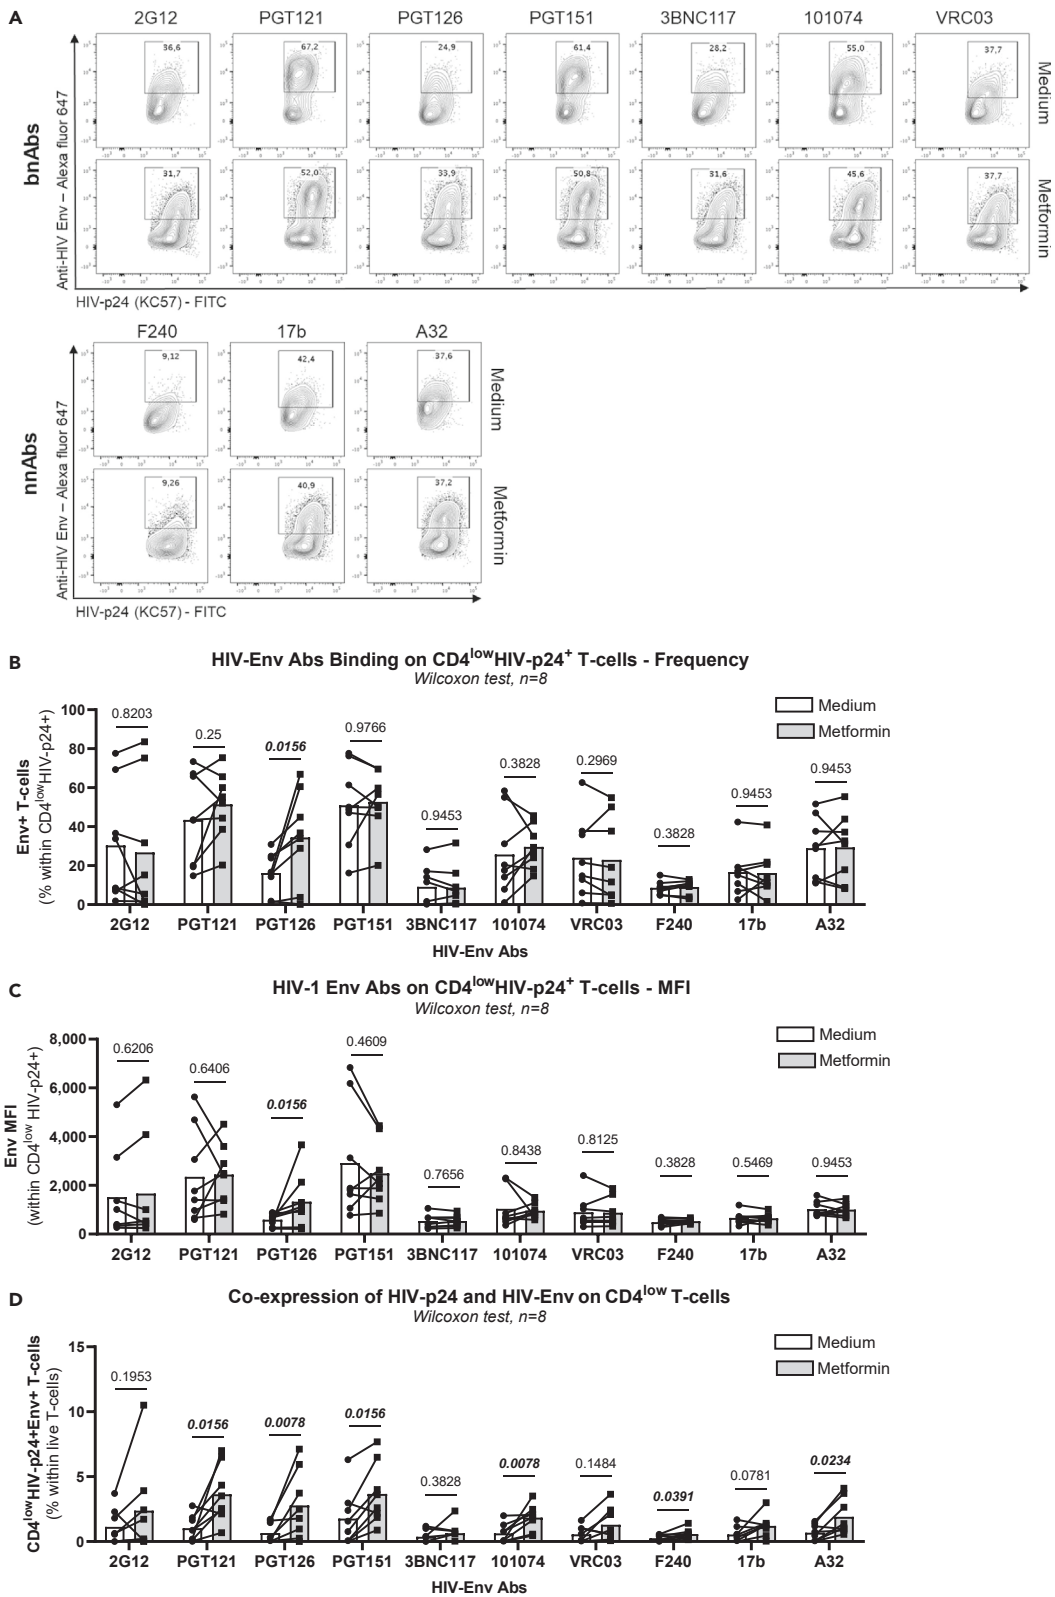 A
2G12 PGT121 PGT126 PGT151 3BNC117 101074 VRC03
bnAbs
Anti-HIV Env – Alexa fluor 647
36,6 67,2 24,9 61,4 28,2 55,0 37,7
Medium
31,7 52,0 33,9 50,8 31,6 45,6 37,7
Metformin
HIV-p24 (KC57) - FITC
F240 17b A32
nnAbs
Anti-HIV Env – Alexa fluor 647
9,12 42,4 37,6
Medium
9,26 40,9 37,2
Metformin
HIV-p24 (KC57) - FITC
B
HIV-Env Abs Binding on CD4lowHIV-p24+ T-cells - Frequency
Wilcoxon test, n=8
Medium
Metformin
Env+ T-cells
(% within CD4lowHIV-p24+)
100
80
60
40
20
0
0.8203 0.25 0.0156 0.9766 0.9453 0.3828 0.2969 0.3828 0.9453 0.9453
2G12 PGT121 PGT126 PGT151 3BNC117 101074 VRC03 F240 17b A32
HIV-Env Abs
C
HIV-1 Env Abs on CD4lowHIV-p24+ T-cells - MFI
Wilcoxon test, n=8
Medium
Metformin
Env MFI
(within CD4low HIV-p24+)
8,000
6,000
4,000
2,000
0
0.6206 0.6406 0.0156 0.4609 0.7656 0.8438 0.8125 0.3828 0.5469 0.9453
2G12 PGT121 PGT126 PGT151 3BNC117 101074 VRC03 F240 17b A32
D
Co-expression of HIV-p24 and HIV-Env on CD4low T-cells
Wilcoxon test, n=8
Medium
Metformin
CD4lowHIV-p24+Env+ T-cells
(% within live T-cells)
15
10
5
0
0.1953 0.0156 0.0078 0.0156 0.3828 0.0078 0.1484 0.0391 0.0781 0.0234
2G12 PGT121 PGT126 PGT151 3BNC117 101074 VRC03 F240 17b A32
HIV-Env Abs